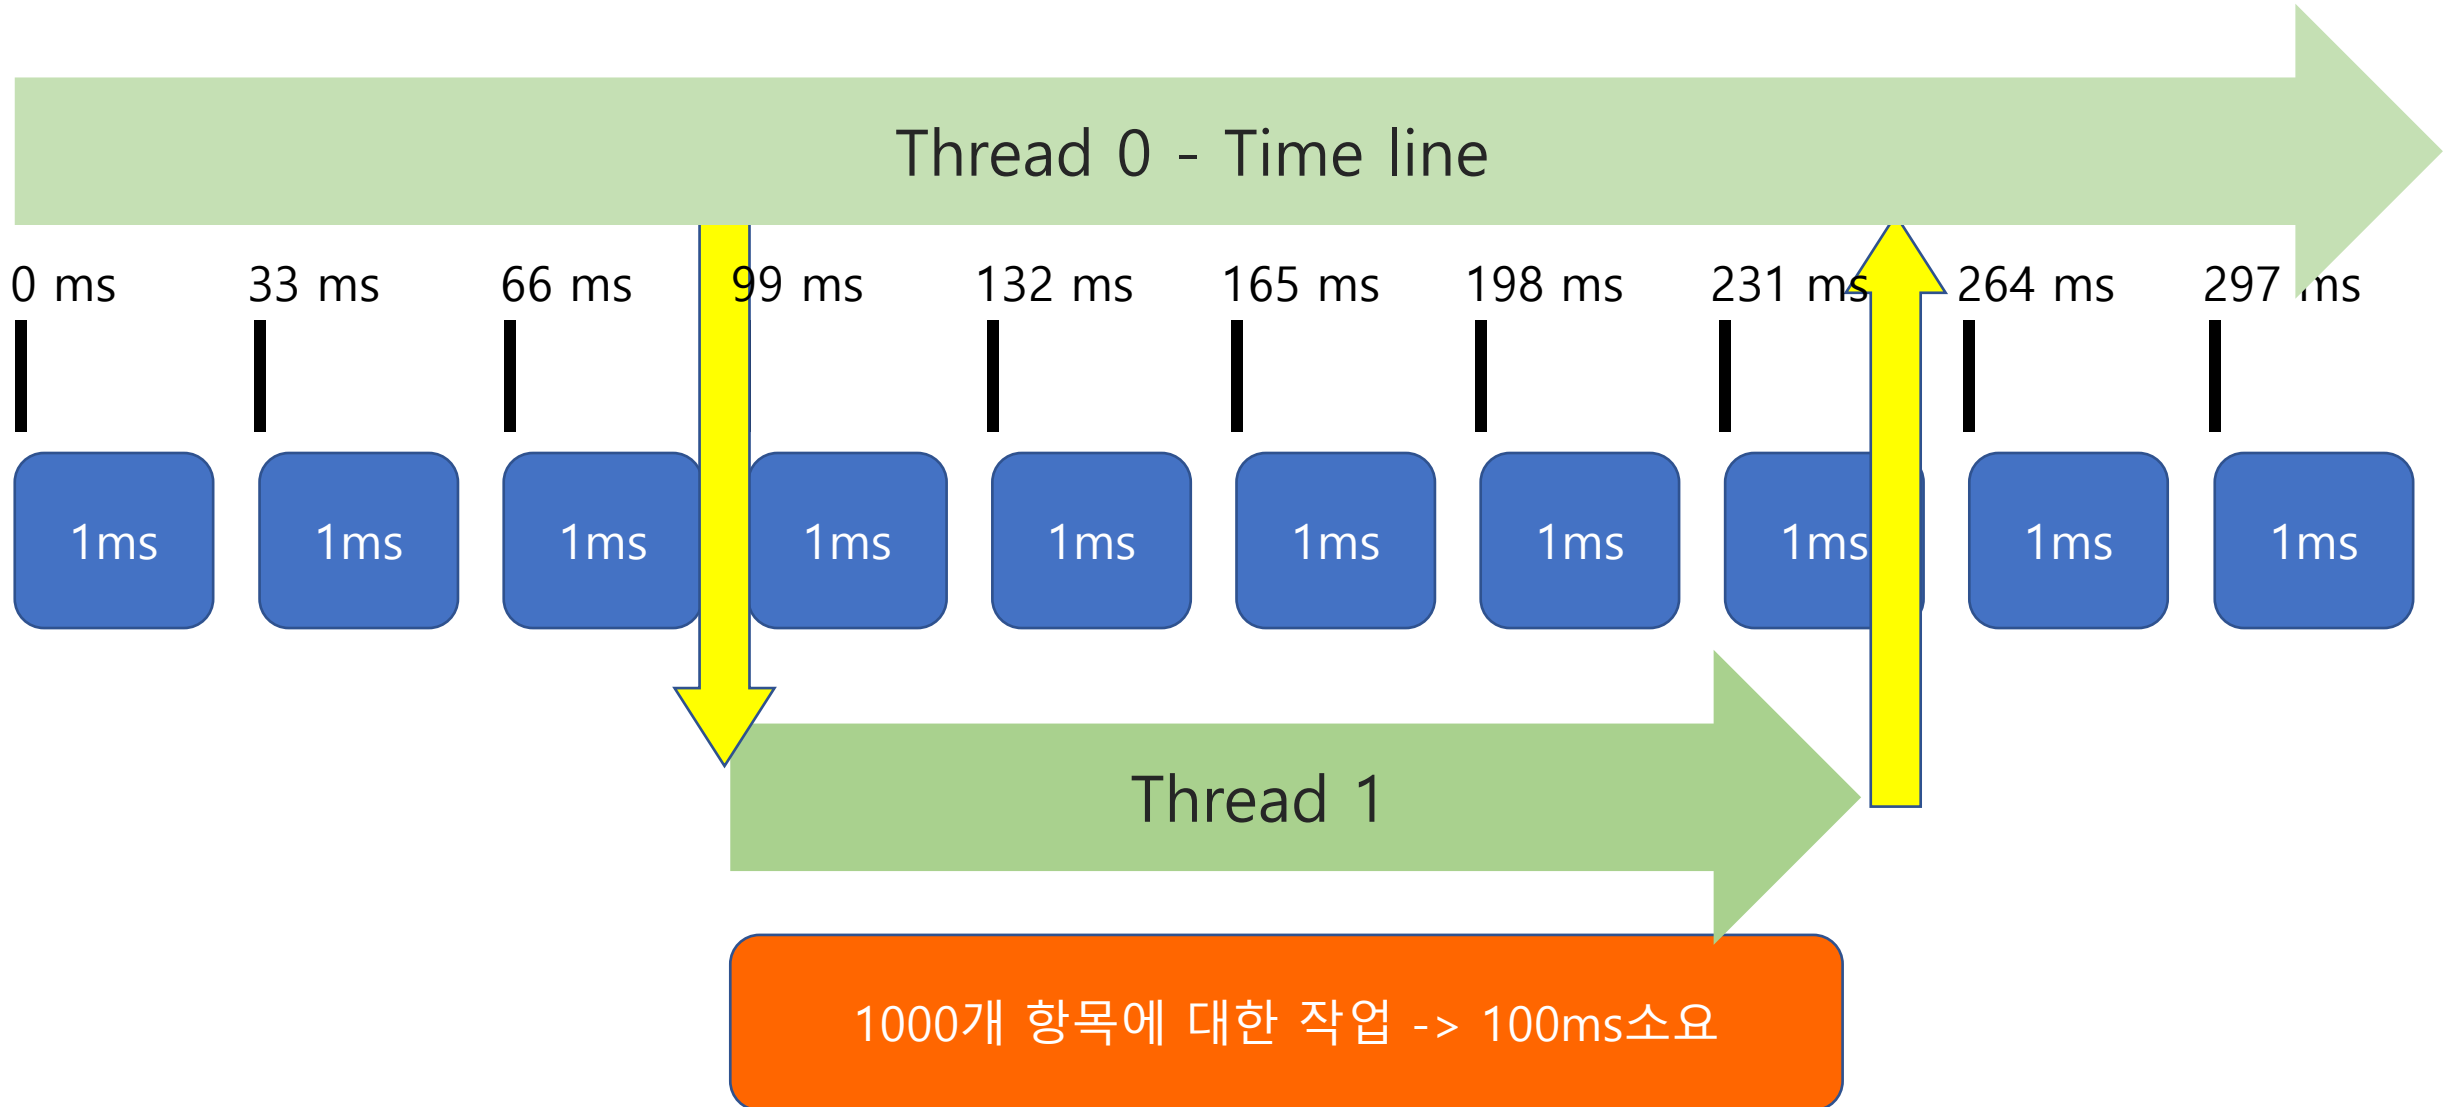 Thread 0 - Time line
0 ms 33 ms 66 ms 99 ms 132 ms 165 ms 198 ms 231 ms 264 ms 297 ms
1ms 1ms 1ms 1ms 1ms 1ms 1ms 1ms 1ms 1ms
Thread 1
1000개 항목에 대한 작업 -> 100ms소요